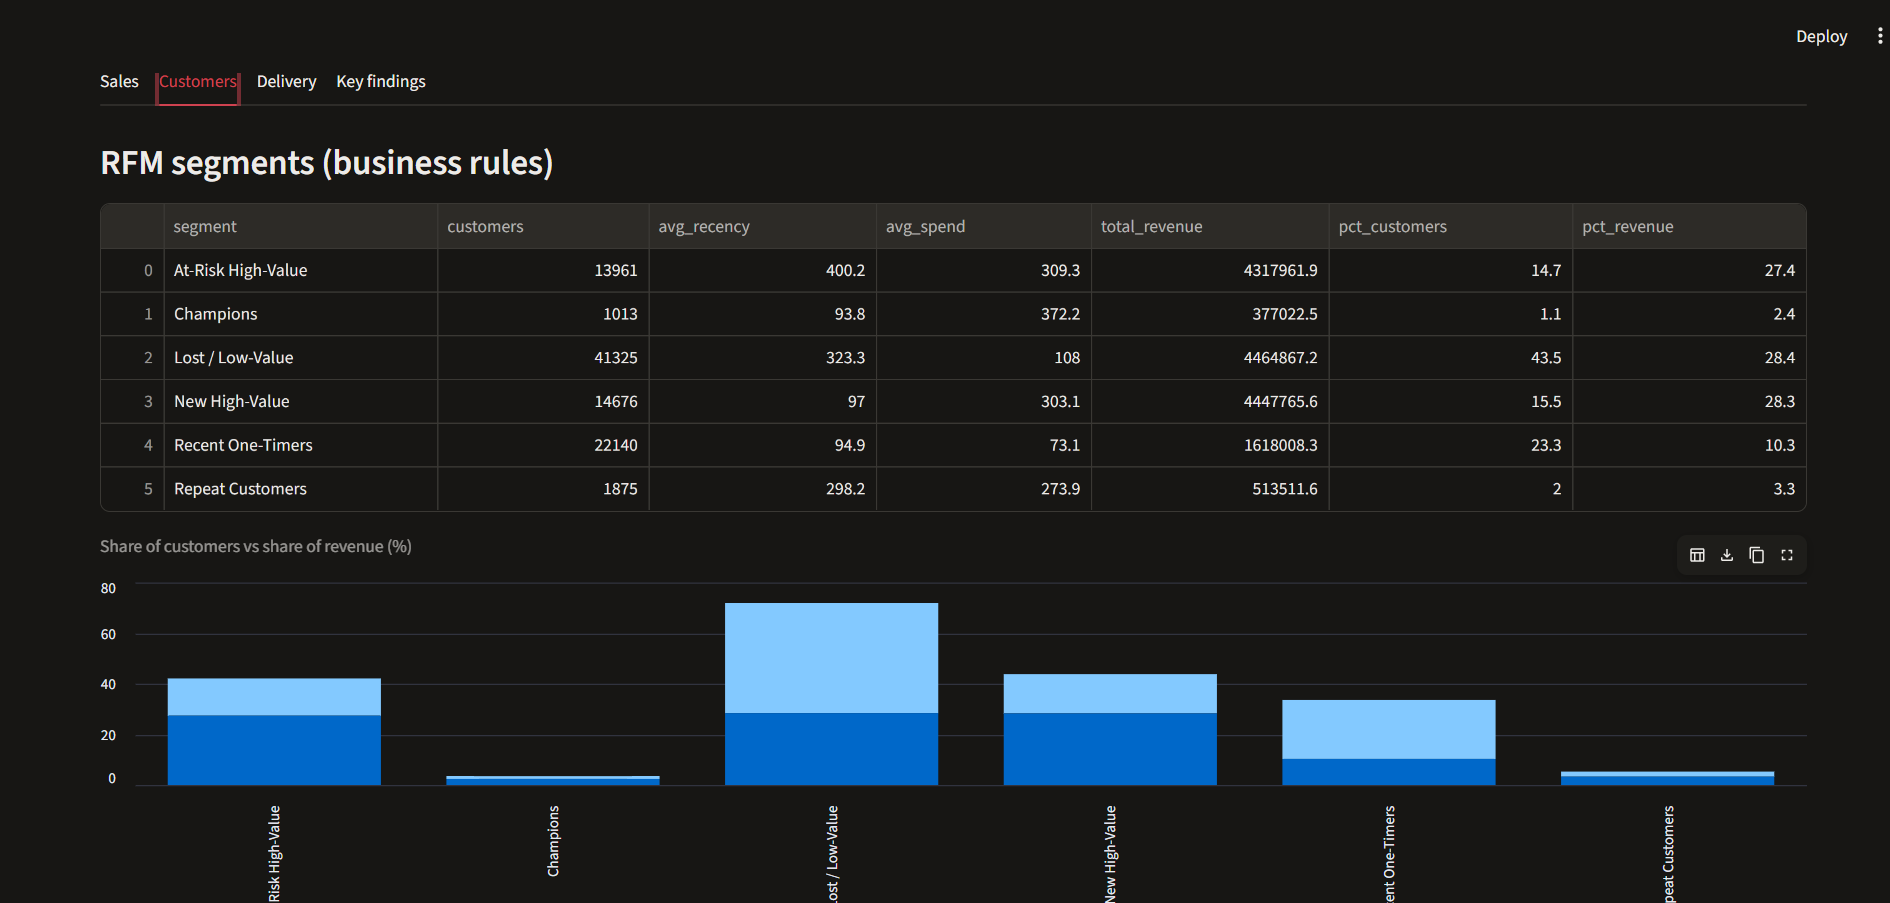 Deploy
Sales Customers Delivery Key findings
RFM segments (business rules)
segment customers avg_recency avg_spend total_revenue pct_customers pct_revenue
0 At-Risk High-Value 13961 400.2 309.3 4317961.9 14.7 27.4
1 Champions 1013 93.8 372.2 377022.5 1.1 2.4
2 Lost / Low-Value 41325 323.3 108 4464867.2 43.5 28.4
3 New High-Value 14676 97 303.1 4447765.6 15.5 28.3
4 Recent One-Timers 22140 94.9 73.1 1618008.3 23.3 10.3
5 Repeat Customers 1875 298.2 273.9 513511.6 2 3.3
Share of customers vs share of revenue (%)
80
60
40
20
0
Risk High-Value
Champions
ost / Low-Value
New High-Value
ent One-Timers
peat Customers